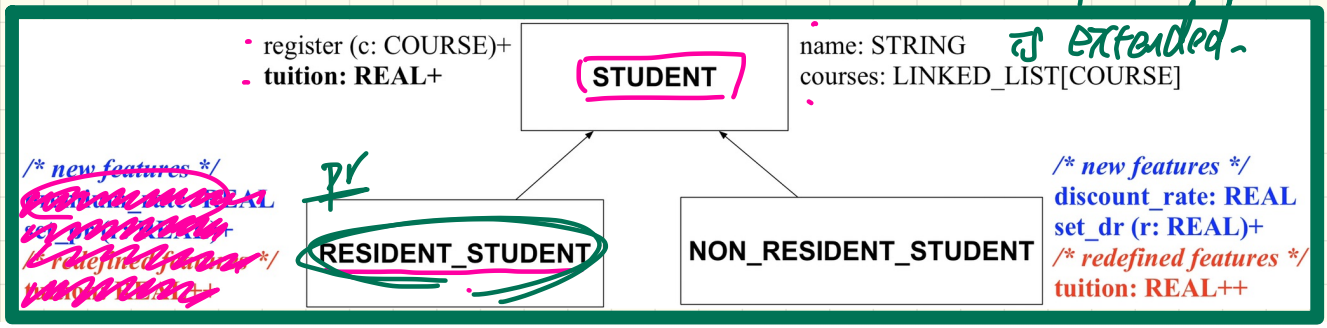 is extended.
register (c: COURSE)+
tuition: REAL+
STUDENT
name: STRING
courses: LINKED_LIST[COURSE]
/* new features */
REAL
pr
RESIDENT_STUDENT
NON_RESIDENT_STUDENT
/* new features */
discount_rate: REAL
set_dr (r: REAL)+
/* redefined features */
tuition: REAL++